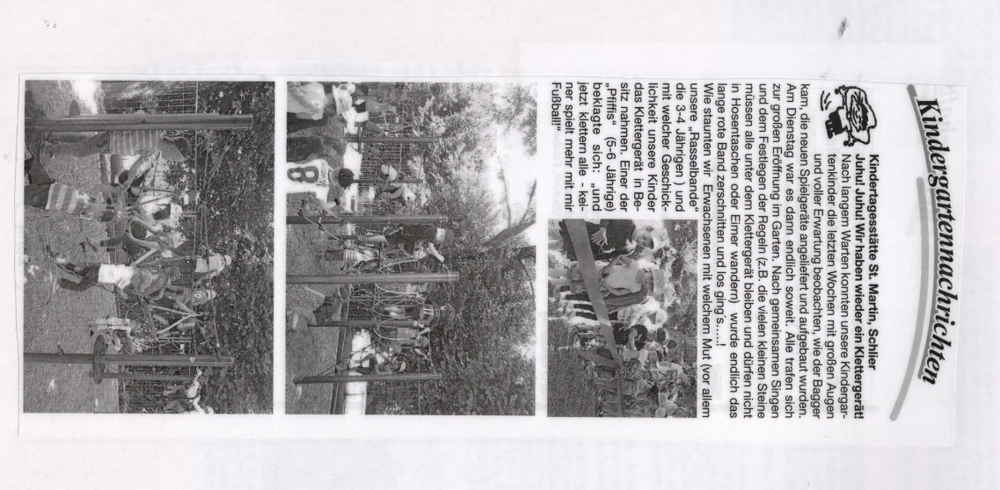 Kindergartennachrichten
Kindertagesstätte St. Martin, Schlier
Juhu! Juhu! Wir haben wieder ein Klettergerät!
Nach langem Warten konnten unsere Kindergar-
tenkinder die letzten Wochen mit großen Augen
und voller Erwartung beobachten, wie der Bagger
kam, die neuen Spielgeräte angeliefert und aufgebaut wurden.
Am Dienstag war es dann endlich soweit. Alle trafen sich
zur großen Eröffnung im Garten. Nach gemeinsamen Singen
und dem Festlegen der Regeln (z.B. die vielen kleinen Steine
müssen alle unter dem Klettergerät bleiben und dürfen nicht
in Hosentaschen oder Eimer wandern) wurde endlich das
lange rote Band zerschnitten und los ging´s.....!
Wie staunten wir Erwachsenen mit welchem Mut (vor allem
unsere „Rasselbande"
die 3-4 Jährigen ) und
mit welcher Geschick-
lichkeit unsere Kinder
das Klettergerät in Be-
sitz nahmen. Einer der
„Pfiffis" (5-6 Jährige)
beklagte sich: „und
jetzt klettern alle - kei-
ner spielt mehr mit mir
Fußball!"
8